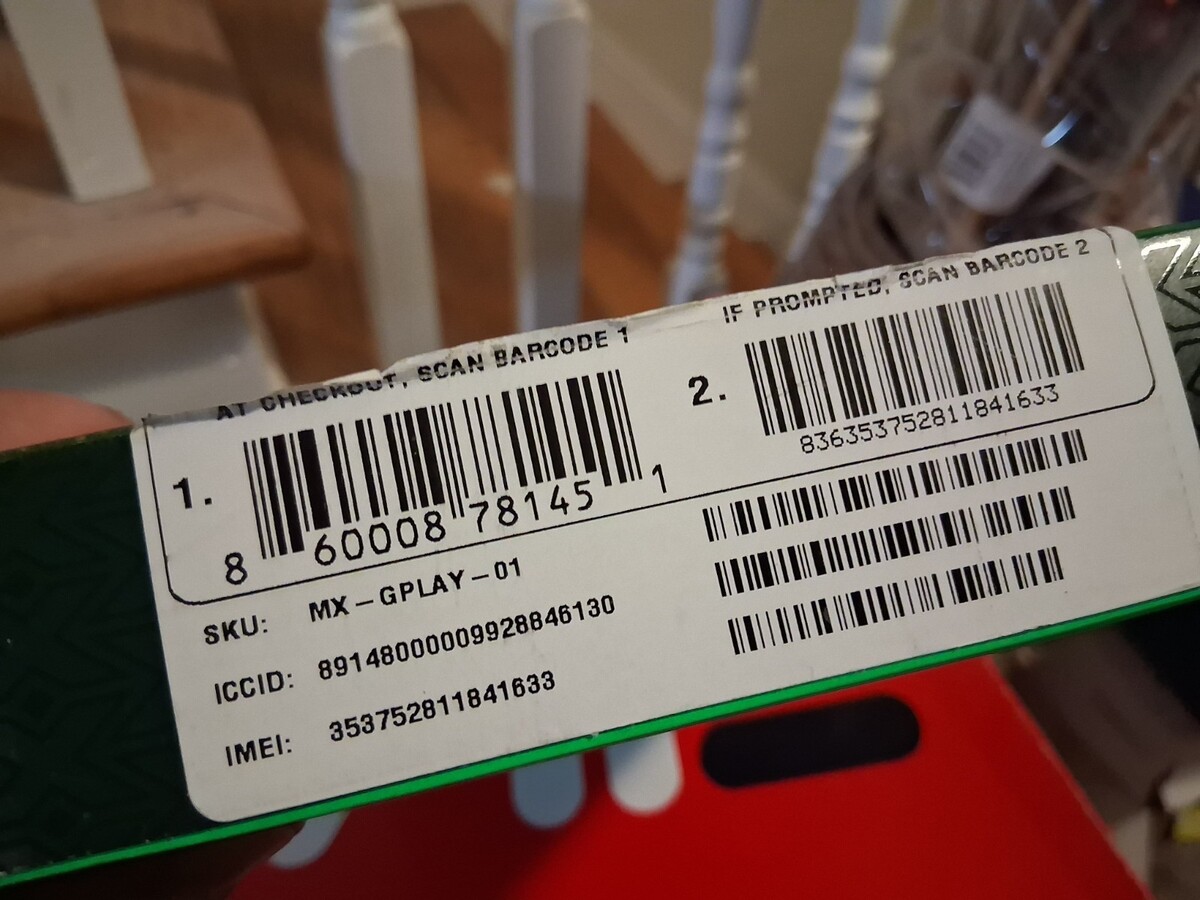 AT CHECKOUT, SCAN BARCODE 1
1.
8 60008 78145 1
IF PROMPTED, SCAN BARCODE 2
2.
836353752811841633
SKU: MX-GPLAY-01
ICCID: 89148000009928846130
IMEI: 353752811841633